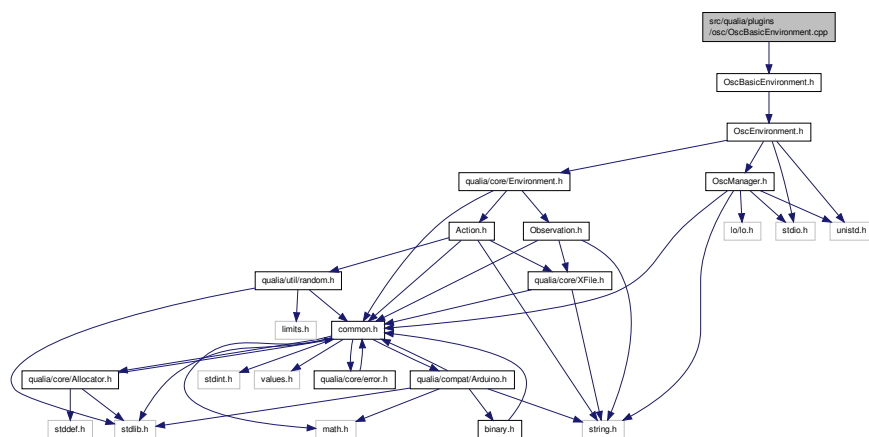 src/qualia/plugins
/osc/OscBasicEnvironment.cpp
OscBasicEnvironment.h
OscEnvironment.h
qualia/core/Environment.h
OscManager.h
Action.h
Observation.h
lo/lo.h
stdio.h
unistd.h
qualia/util/random.h
qualia/core/XFile.h
limits.h
common.h
qualia/core/Allocator.h
stdint.h
values.h
qualia/core/error.h
qualia/compat/Arduino.h
stddef.h
stdlib.h
math.h
binary.h
string.h